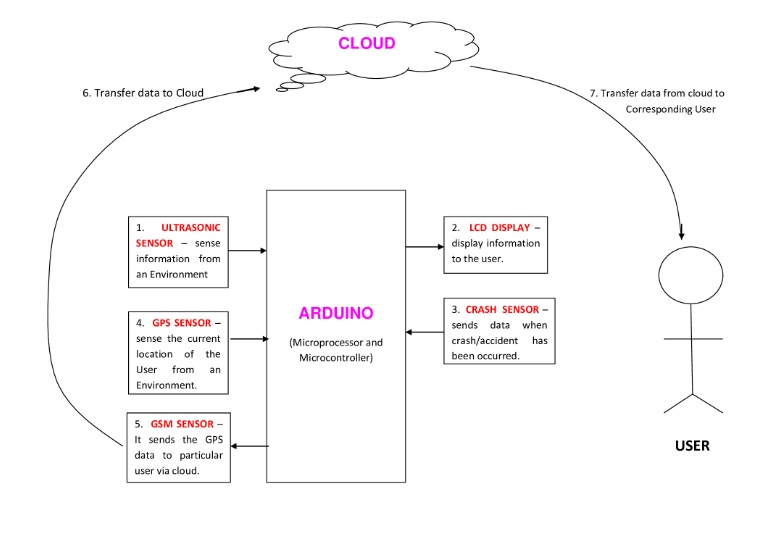 CLOUD
6. Transfer data to Cloud
7. Transfer data from cloud to
Corresponding User
1. ULTRASONIC
SENSOR – sense
information from
an Environment
2. LCD DISPLAY –
display information
to the user.
ARDUINO
(Microprocessor and
Microcontroller)
3. CRASH SENSOR –
sends data when
crash/accident has
been occurred.
4. GPS SENSOR –
sense the current
location of the
User from an
Environment.
5. GSM SENSOR –
It sends the GPS
data to particular
user via cloud.
USER